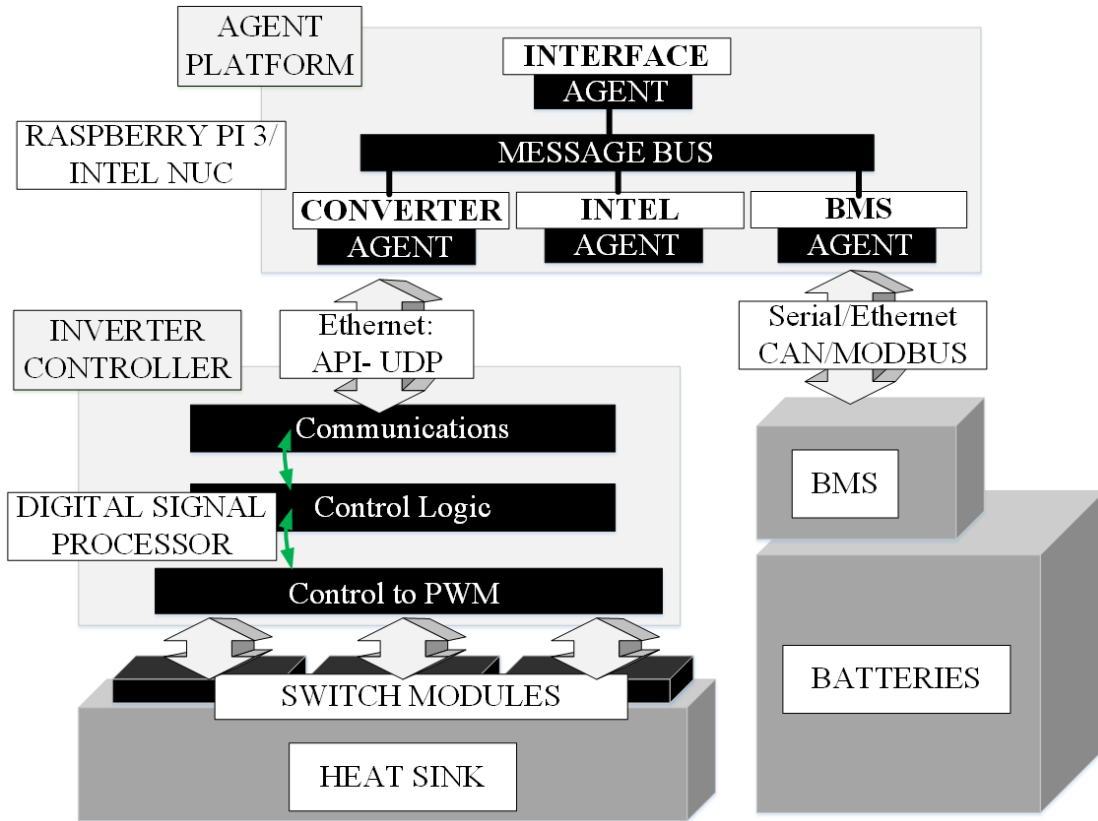 AGENT
PLATFORM
INTERFACE
AGENT
RASPBERRY PI 3/
INTEL NUC
MESSAGE BUS
CONVERTER
AGENT
INTEL
AGENT
BMS
AGENT
Ethernet:
API- UDP
Serial/Ethernet
CAN/MODBUS
INVERTER
CONTROLLER
Communications
Control Logic
DIGITAL SIGNAL
PROCESSOR
Control to PWM
SWITCH MODULES
HEAT SINK
BMS
BATTERIES